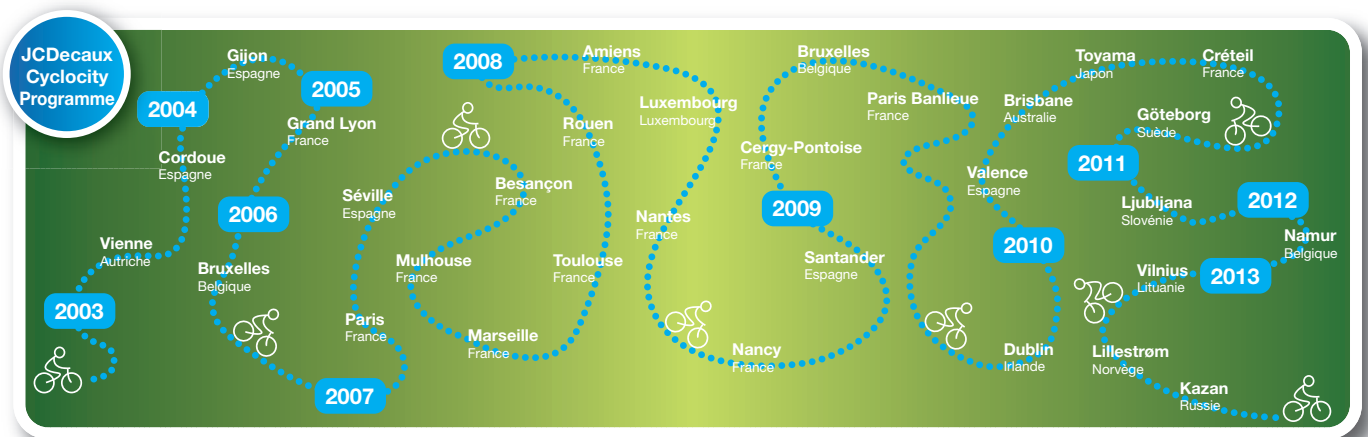 JCDecaux
Cyclocity
Programme
2003
Vienne
Autriche
Cordoue
Espagne
2004
Gijon
Espagne
2005
Grand Lyon
France
2006
Bruxelles
Belgique
2007
Paris
France
Séville
Espagne
Besançon
France
Mulhouse
France
Marseille
France
Toulouse
France
Rouen
France
2008
Amiens
France
Luxembourg
Luxembourg
Nantes
France
Nancy
France
Santander
Espagne
2009
Cergy-Pontoise
France
Bruxelles
Belgique
Paris Banlieue
France
Dublin
Irlande
2010
Valence
Espagne
Brisbane
Australie
Toyama
Japon
Créteil
France
Göteborg
Suède
2011
Ljubljana
Slovénie
2012
Namur
Belgique
2013
Vilnius
Lituanie
Lillestrøm
Norvège
Kazan
Russie